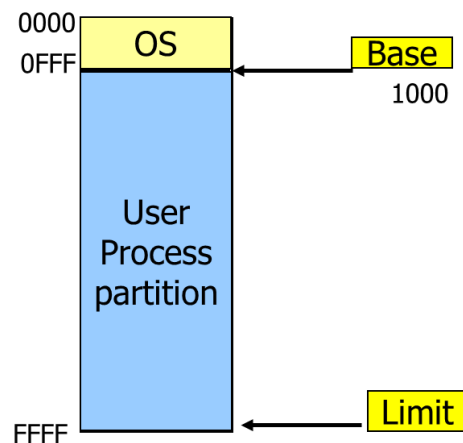 0000
OS
0FFF
Base
1000
User
Process
partition
Limit
FFFF